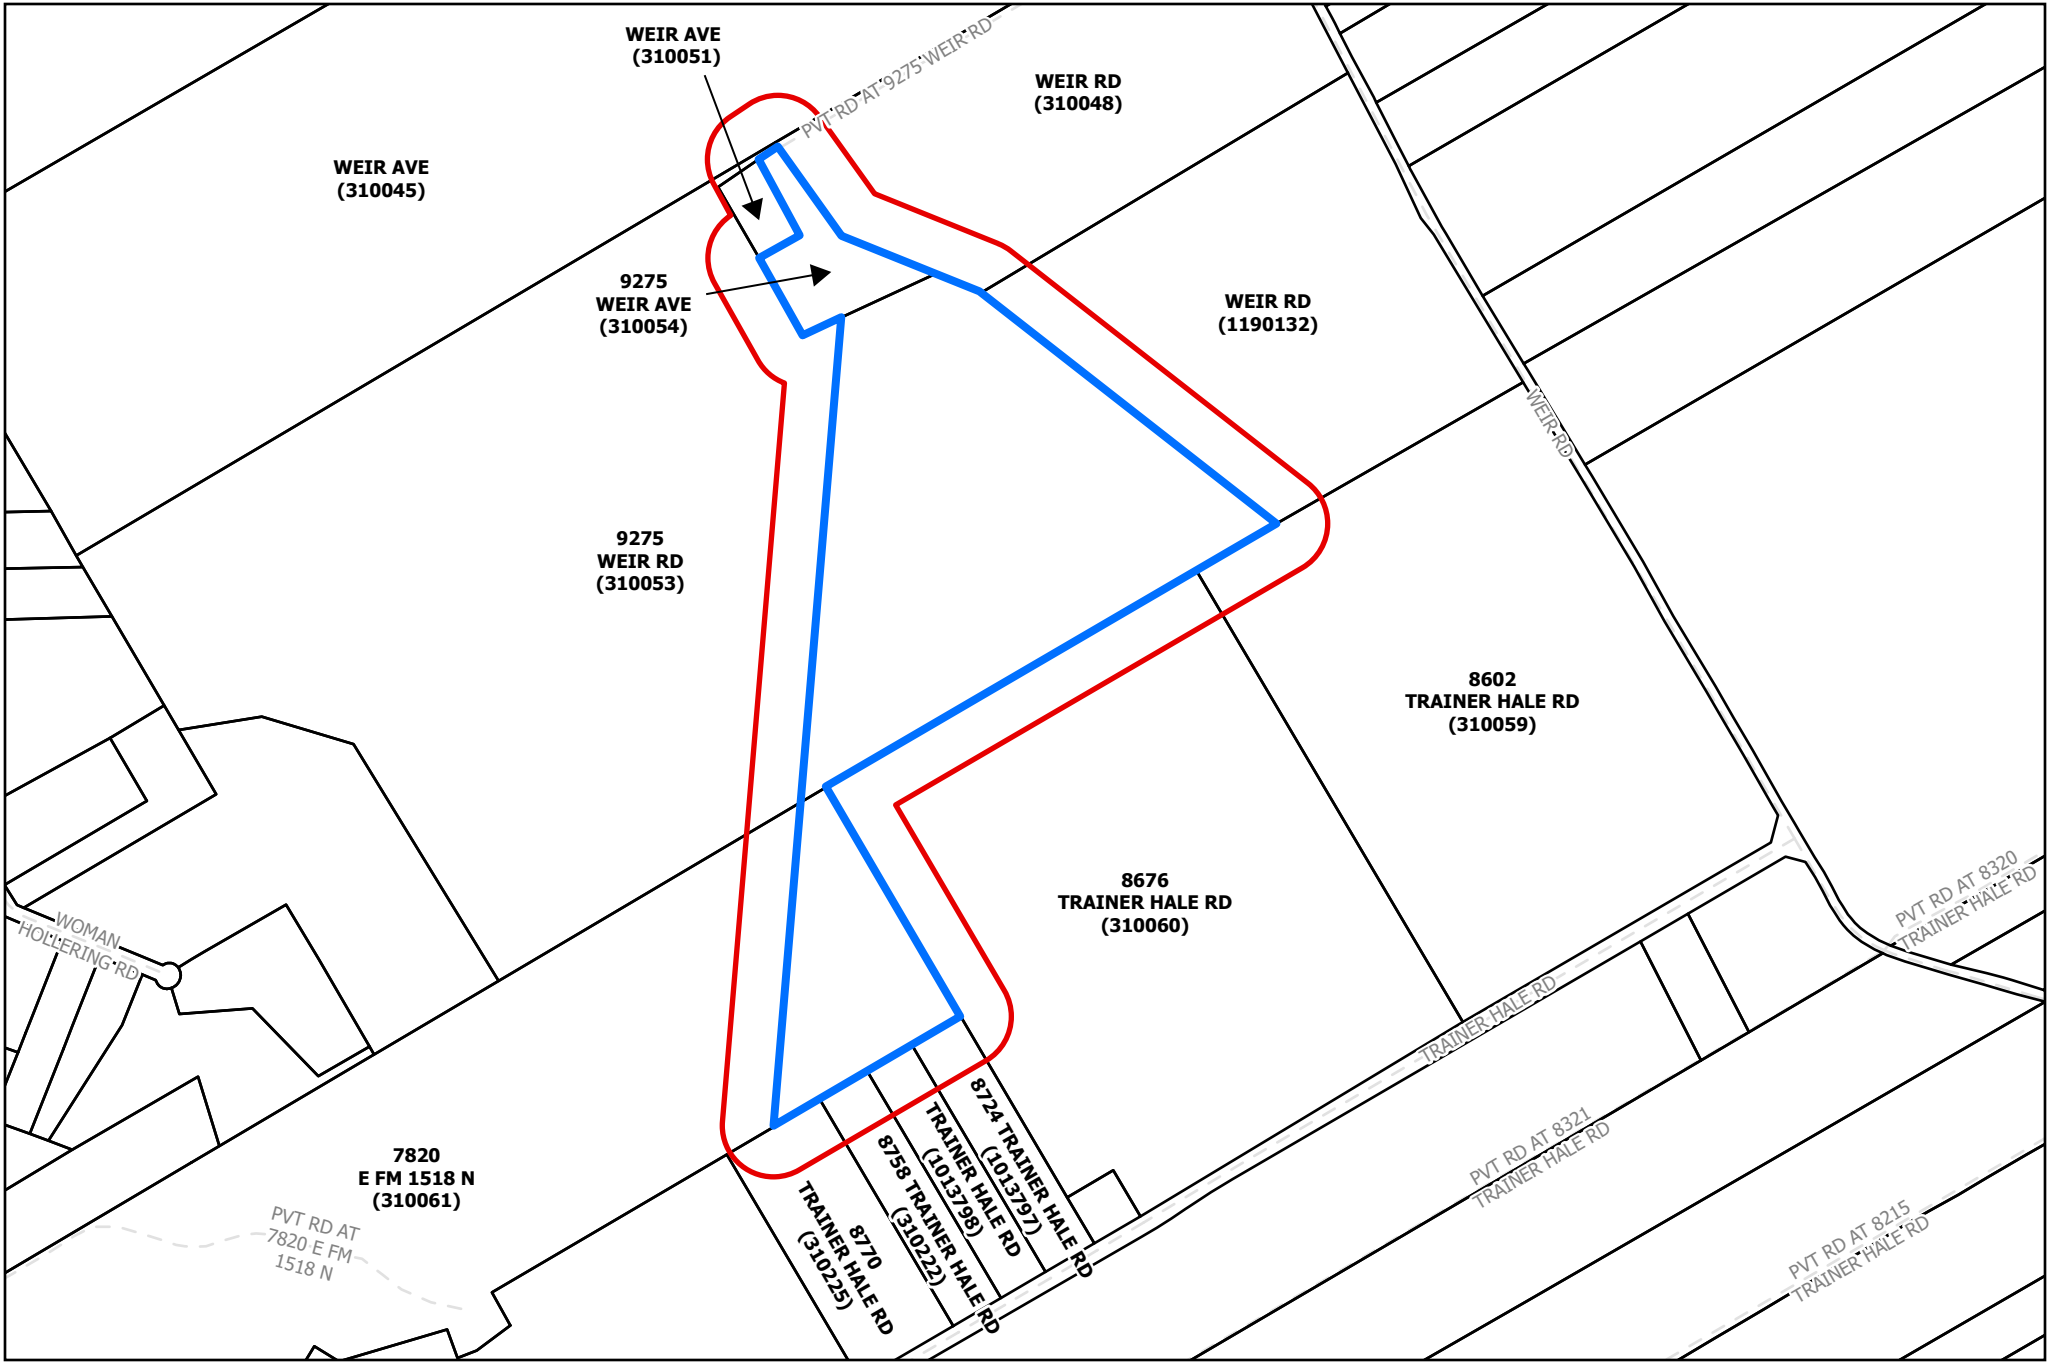 WEIR AVE
(310051)
PVT RD AT 9275 WEIR RD
WEIR RD
(310048)
WEIR AVE
(310045)
9275
WEIR AVE
(310054)
WEIR RD
(1190132)
WEIR RD
9275
WEIR RD
(310053)
8602
TRAINER HALE RD
(310059)
8676
TRAINER HALE RD
(310060)
PVT RD AT 8320
TRAINER HALE RD
WOMAN
HOLLERING RD
TRAINER HALE RD
7820
E FM 1518 N
(310061)
PVT RD AT
7820 E FM
1518 N
8770
TRAINER HALE RD
(310225)
8758 TRAINER HALE RD
(310222)
TRAINER HALE RD
(1013798)
8724 TRAINER HALE RD
(1013797)
PVT RD AT 8321
TRAINER HALE RD
PVT RD AT 8215
TRAINER HALE RD